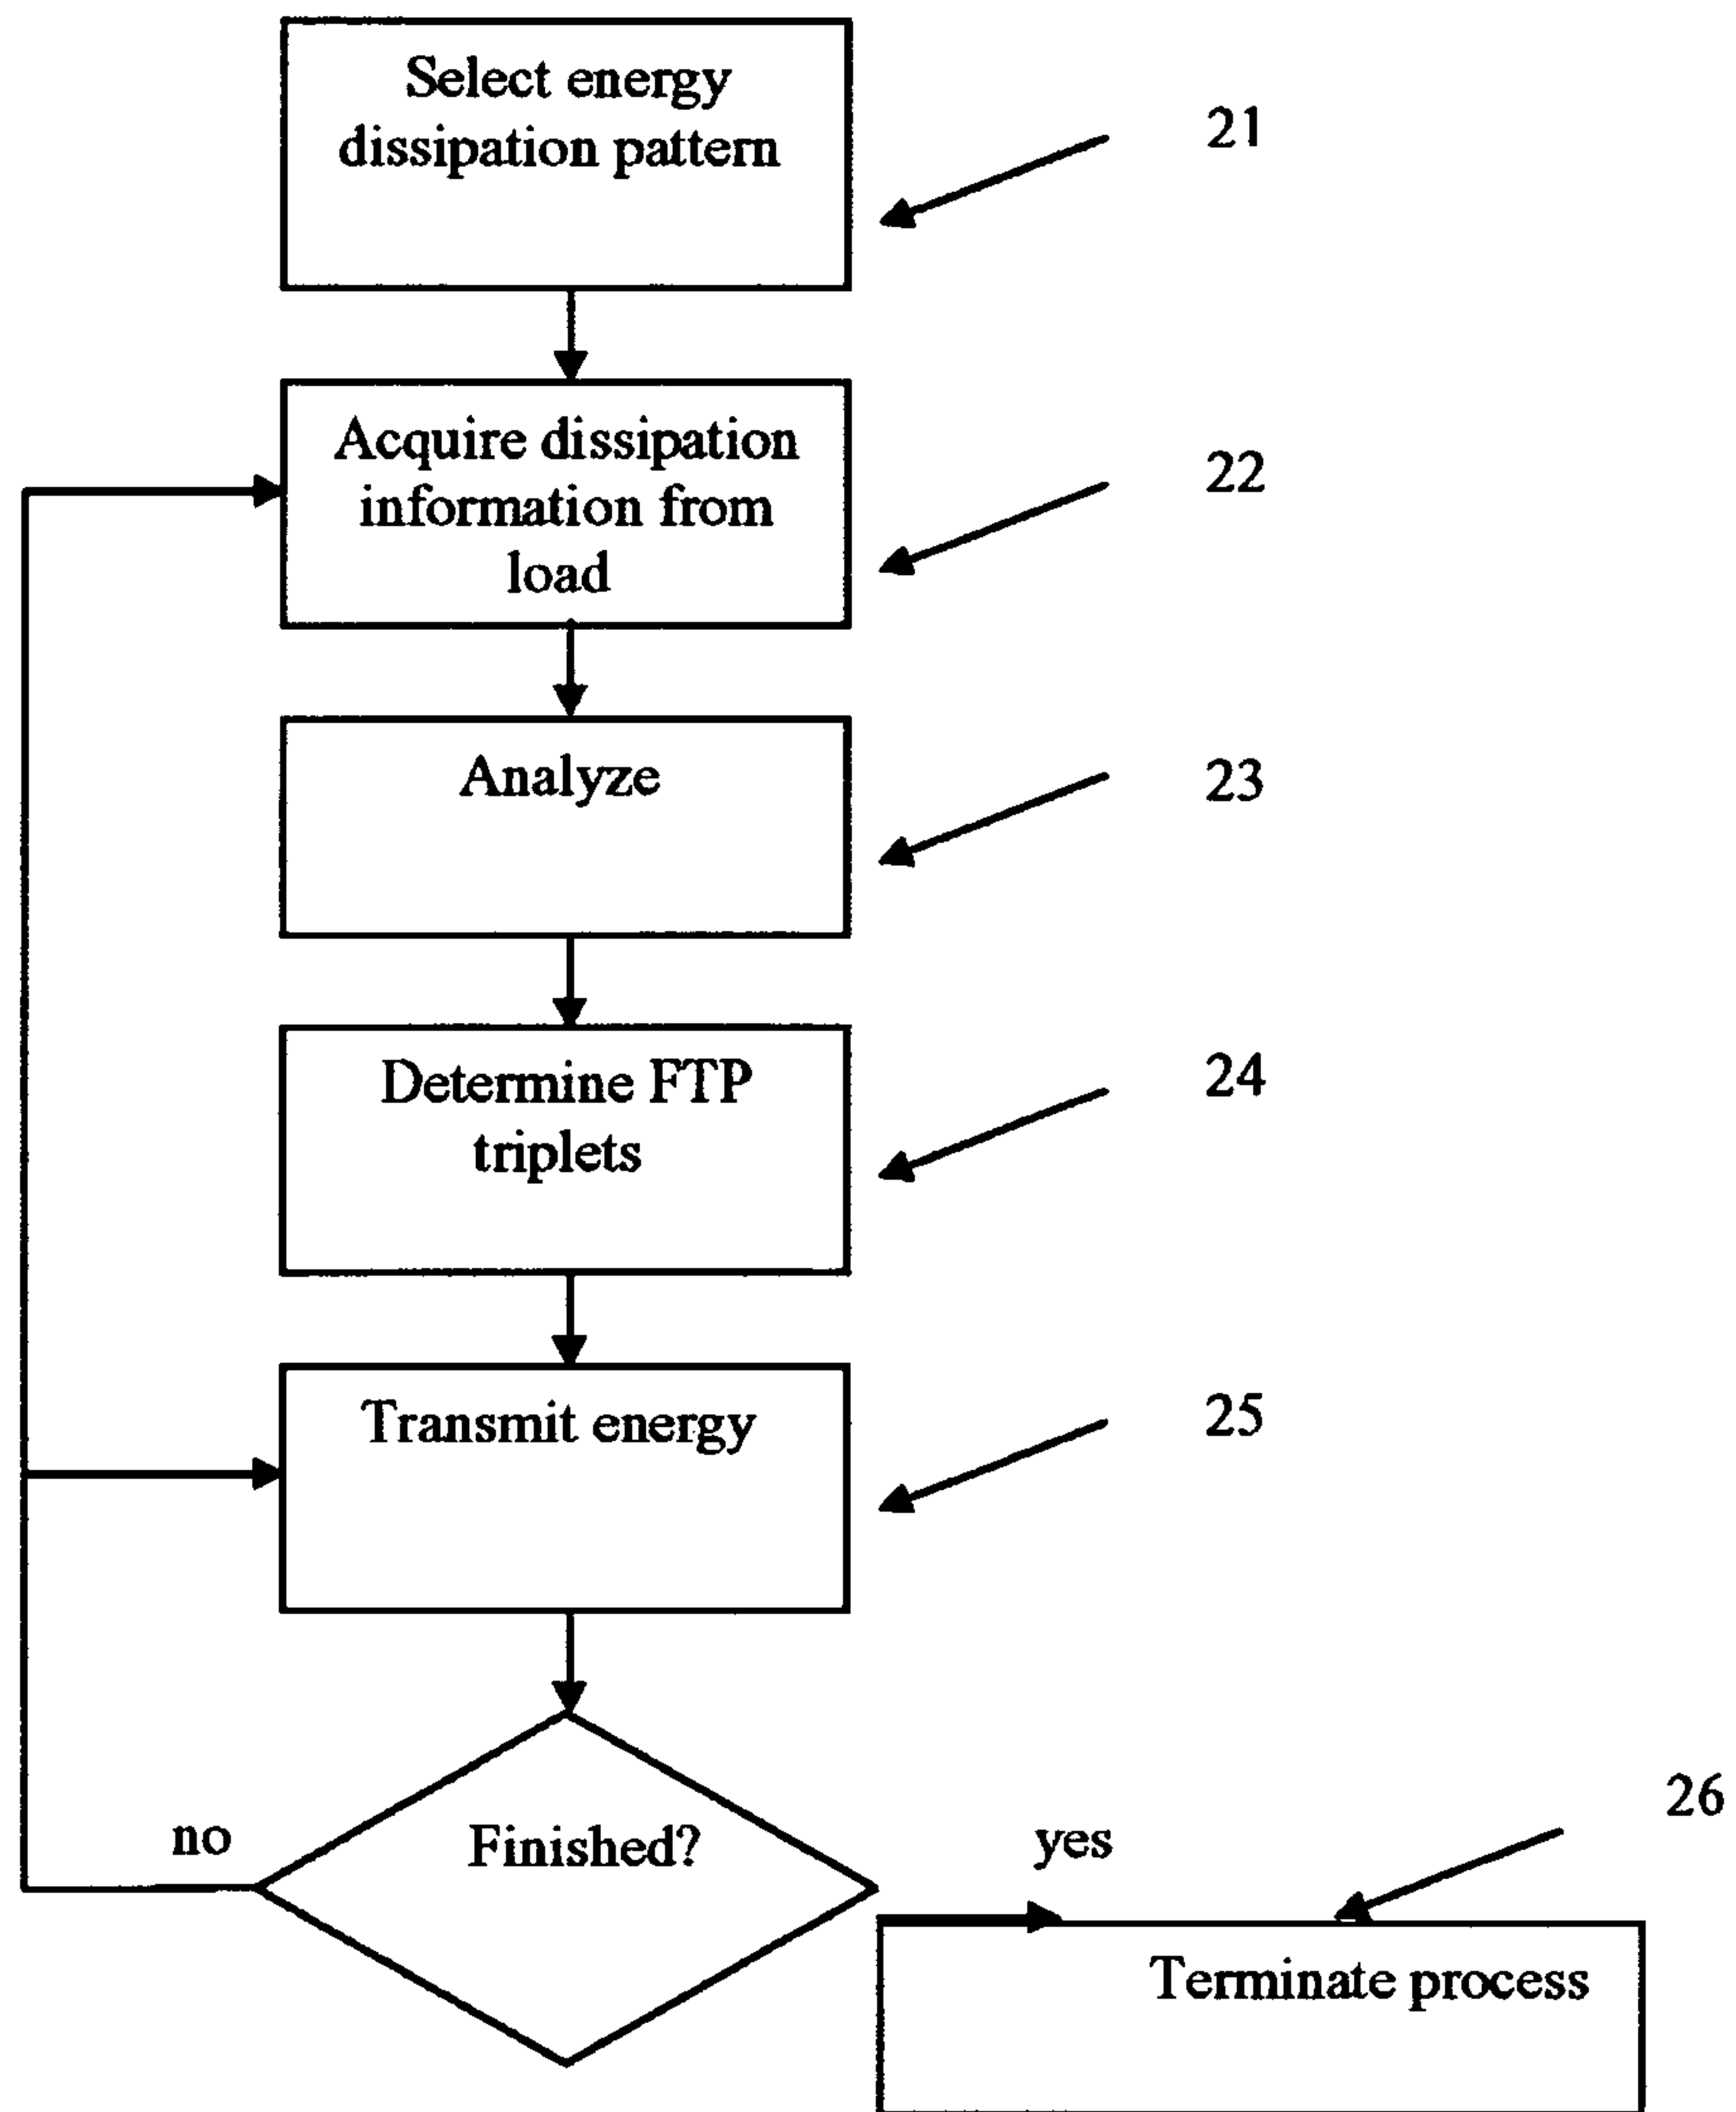 Select energy
dissipation pattern
21
Acquire dissipation
information from
load
22
Analyze
23
Determine FTP
triplets
24
Transmit energy
25
26
no
Finished?
yes
Terminate process